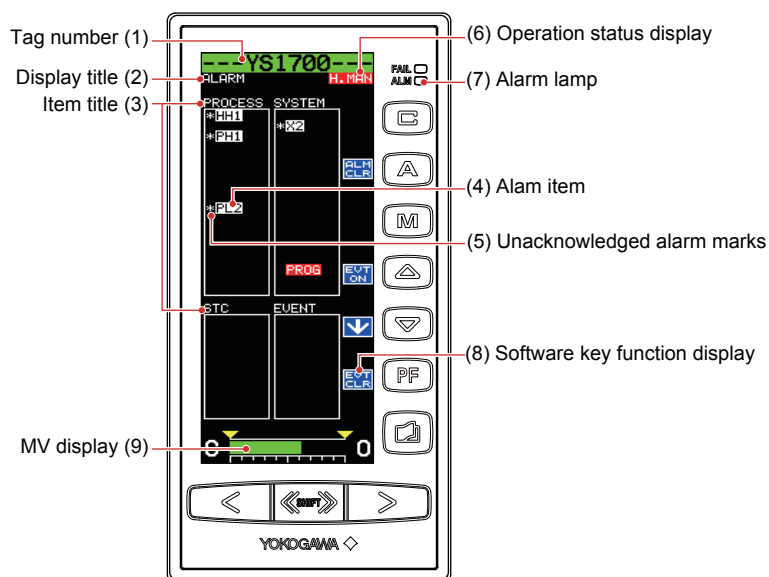 Tag number (1)
---YS1700---
(6) Operation status display
Display title (2)
ALARM
H.MAN
FAIL
ALM
(7) Alarm lamp
Item title (3)
PROCESS SYSTEM
*HH1
*X2
*PH1
C
ALM
CLR
A
(4) Alam item
*PL2
M
(5) Unacknowledged alarm marks
PROG
EVT
ON
STC
EVENT
(8) Software key function display
EVT
CLR
PF
MV display (9)
C
O
< SHIFT >
YOKOGAWA